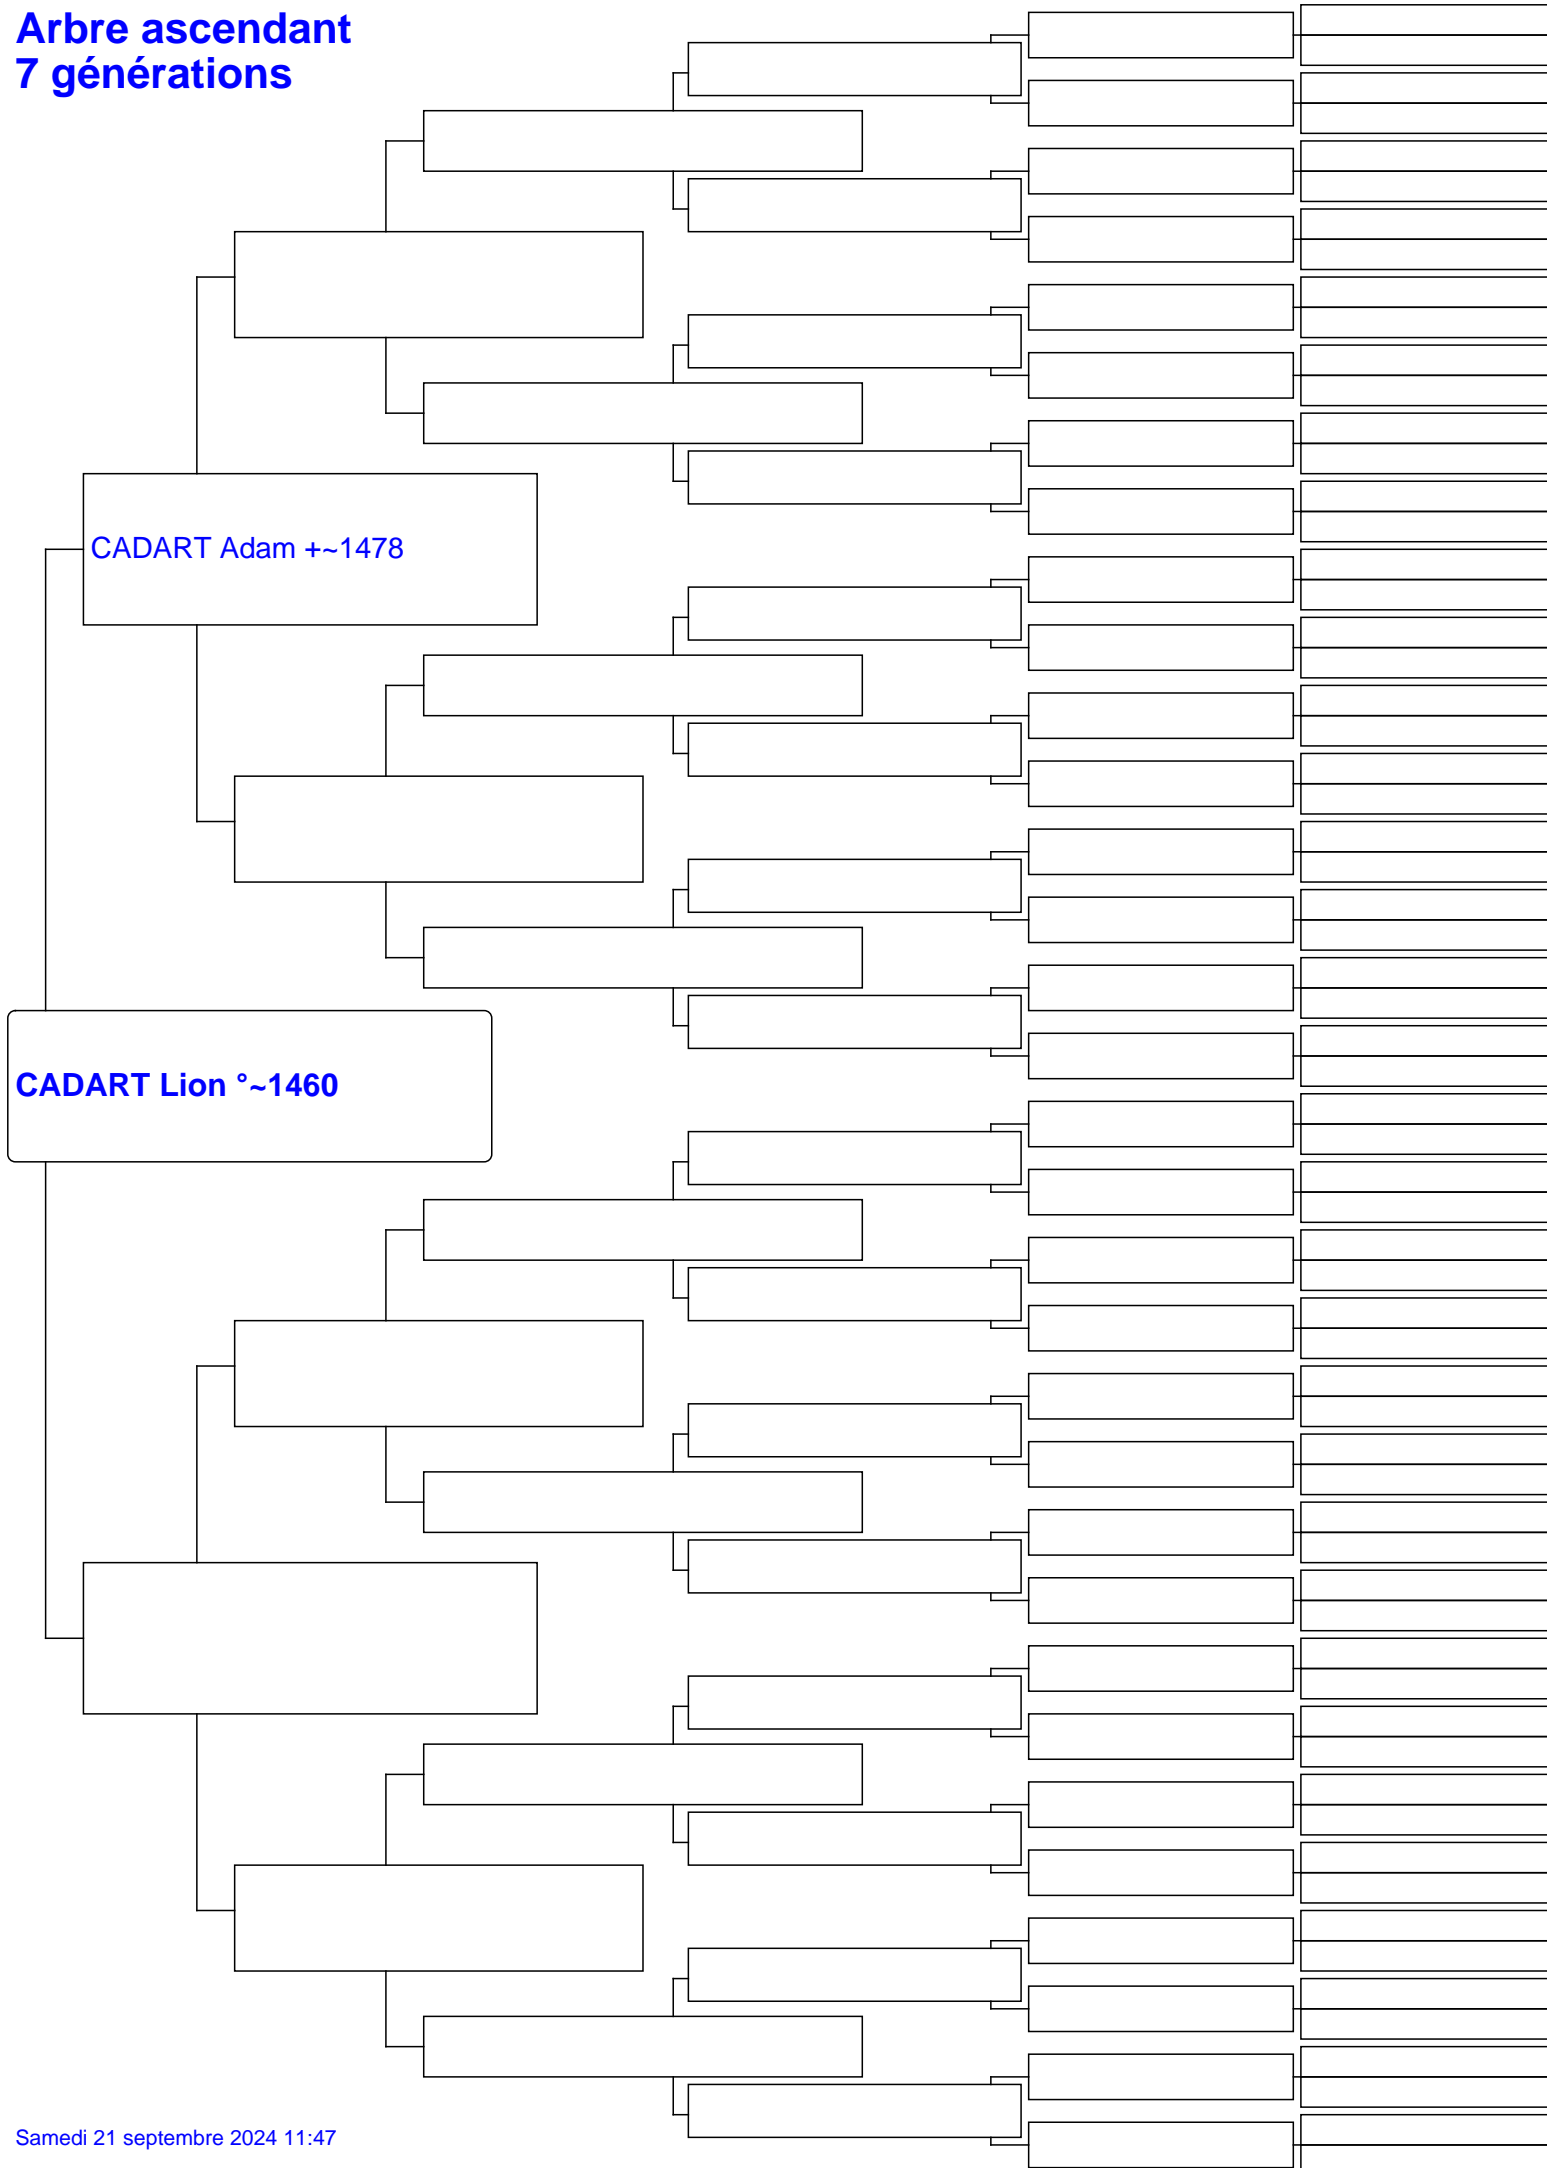 Arbre ascendant
7 générations
CADART Adam +~1478
CADART Lion °~1460
Samedi 21 septembre 2024 11:47